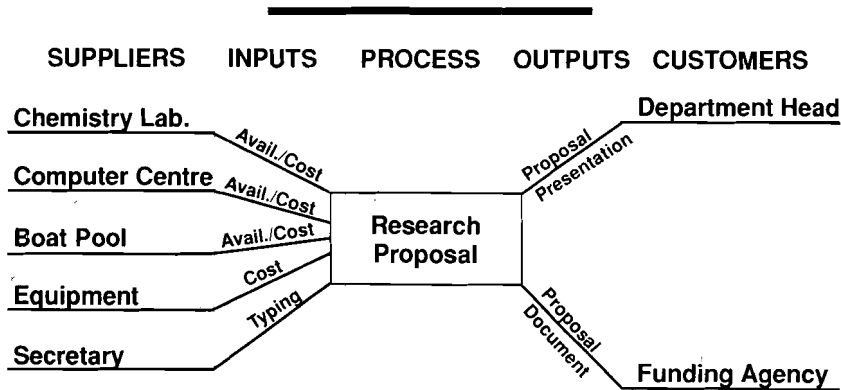 SUPPLIERS INPUTS PROCESS OUTPUTS CUSTOMERS
Chemistry Lab.
Avail./Cost
Computer Centre
Avail./Cost
Boat Pool
Avail./Cost
Equipment
Cost
Secretary
Typing
Research
Proposal
Proposal
Presentation
Department Head
Proposal
Document
Funding Agency